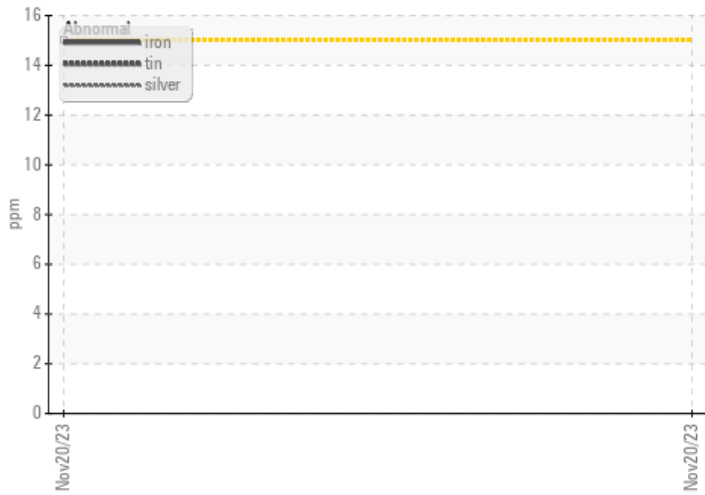 16
Abnormal
iron
tin
silver
14
12
10
8
6
4
2
0
ppm
Nov20/23
Nov20/23